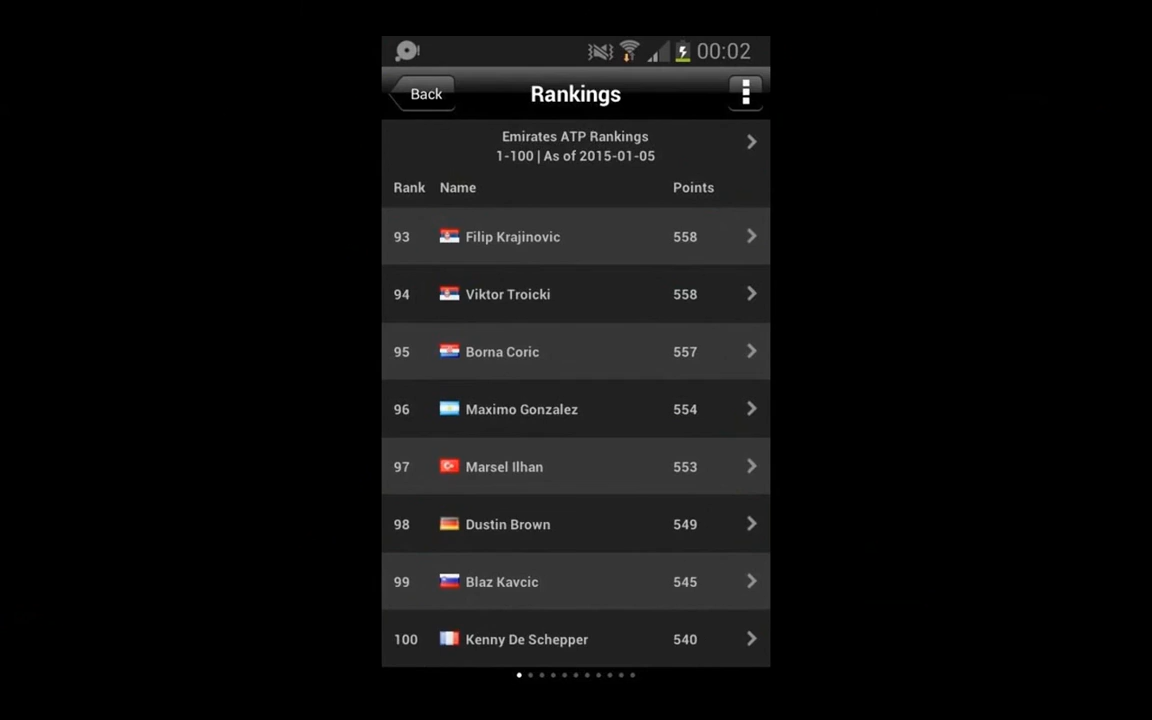 00:02
Back Rankings
Emirates ATP Rankings
1-100 | As of 2015-01-05
Rank Name Points
93 Filip Krajinovic 558
94 Viktor Troicki 558
95 Borna Coric 557
96 Maximo Gonzalez 554
97 Marsel Ilhan 553
98 Dustin Brown 549
99 Blaz Kavcic 545
100 Kenny De Schepper 540